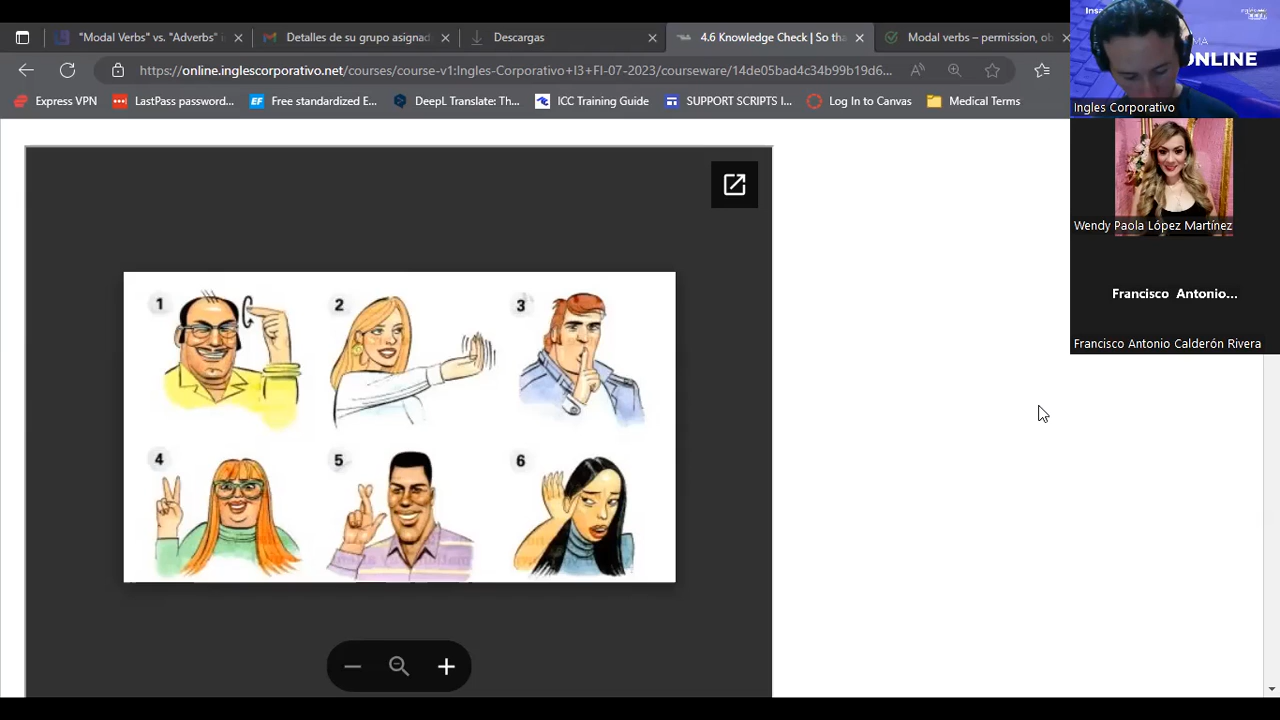 "Modal Verbs" vs. "Adverbs" i
Detalles de su grupo asignad
Descargas
4.6 Knowledge Check | So tha
Modal verbs – permission, ob
https://online.inglescorporativo.net/courses/course-v1:Ingles-Corporativo+I3+FI-07-2023/courseware/14de05bad4c34b99b19d6...
Express VPN
LastPass password...
Free standardized E...
DeepL Translate: Th...
ICC Training Guide
SUPPORT SCRIPTS I...
Log In to Canvas
Medical Terms
ONLINE
Ingles Corporativo
Wendy Paola López Martínez
Francisco Antonio...
Francisco Antonio Calderón Rivera
1
2
3
4
5
6